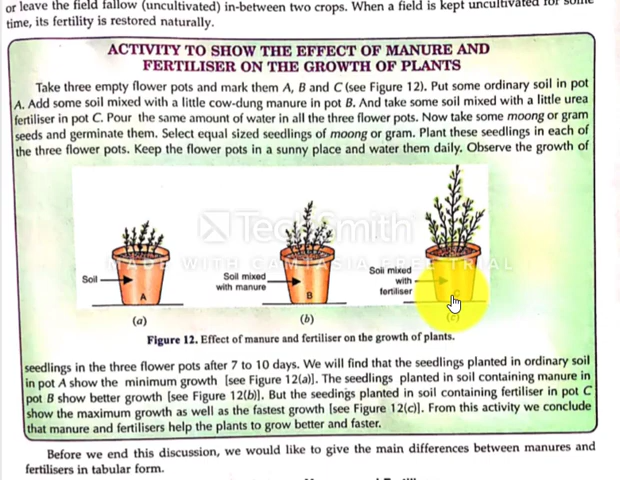 or leave the field fallow (uncultivated) in-between two crops. When a field is kept uncultivated for some
time, its fertility is restored naturally.
ACTIVITY TO SHOW THE EFFECT OF MANURE AND
FERTILISER ON THE GROWTH OF PLANTS
Take three empty flower pots and mark them A, B and C (see Figure 12). Put some ordinary soil in pot
A. Add some soil mixed with a little cow-dung manure in pot B. And take some soil mixed with a little urea
fertiliser in pot C. Pour the same amount of water in all the three flower pots. Now take some moong or gram
seeds and germinate them. Select equal sized seedlings of moong or gram. Plant these seedlings in each of
the three flower pots. Keep the flower pots in a sunny place and water them daily. Observe the growth of
TechSmith
MADE WITH CAMTASIA FREE TRIAL
Soil
A
Soil mixed
with manure
B
Soil mixed
with
fertiliser
C
(a)
(b)
(c)
Figure 12. Effect of manure and fertiliser on the growth of plants.
seedlings in the three flower pots after 7 to 10 days. We will find that the seedlings planted in ordinary soil
in pot A show the minimum growth [see Figure 12(a)]. The seedlings planted in soil containing manure in
pot B show better growth [see Figure 12(b)]. But the seedings planted in soil containing fertiliser in pot C
show the maximum growth as well as the fastest growth [see Figure 12(c)]. From this activity we conclude
that manure and fertilisers help the plants to grow better and faster.
Before we end this discussion, we would like to give the main differences between manures and
fertilisers in tabular form.